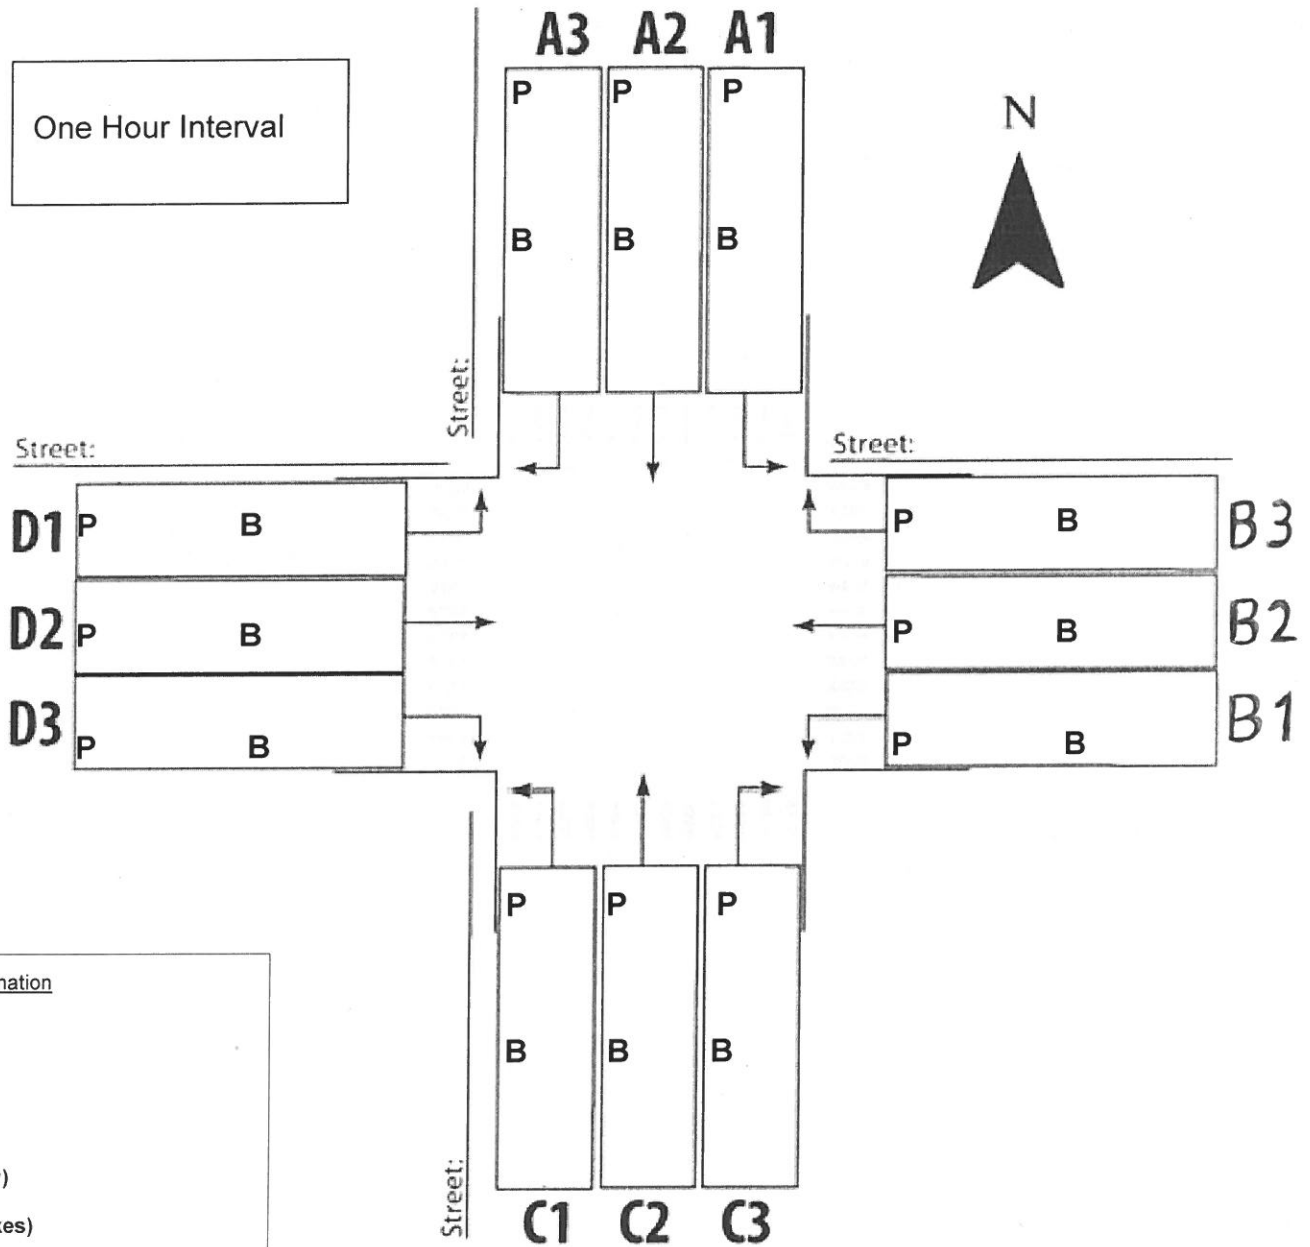 A3 A2 A1
P P P
One Hour Interval
N
B B B
Street:
Street:
Street:
D1 P B
P B B3
D2 P B
P B B2
D3 P B
P B B1
P P P
B B B
Street:
C1 C2 C3